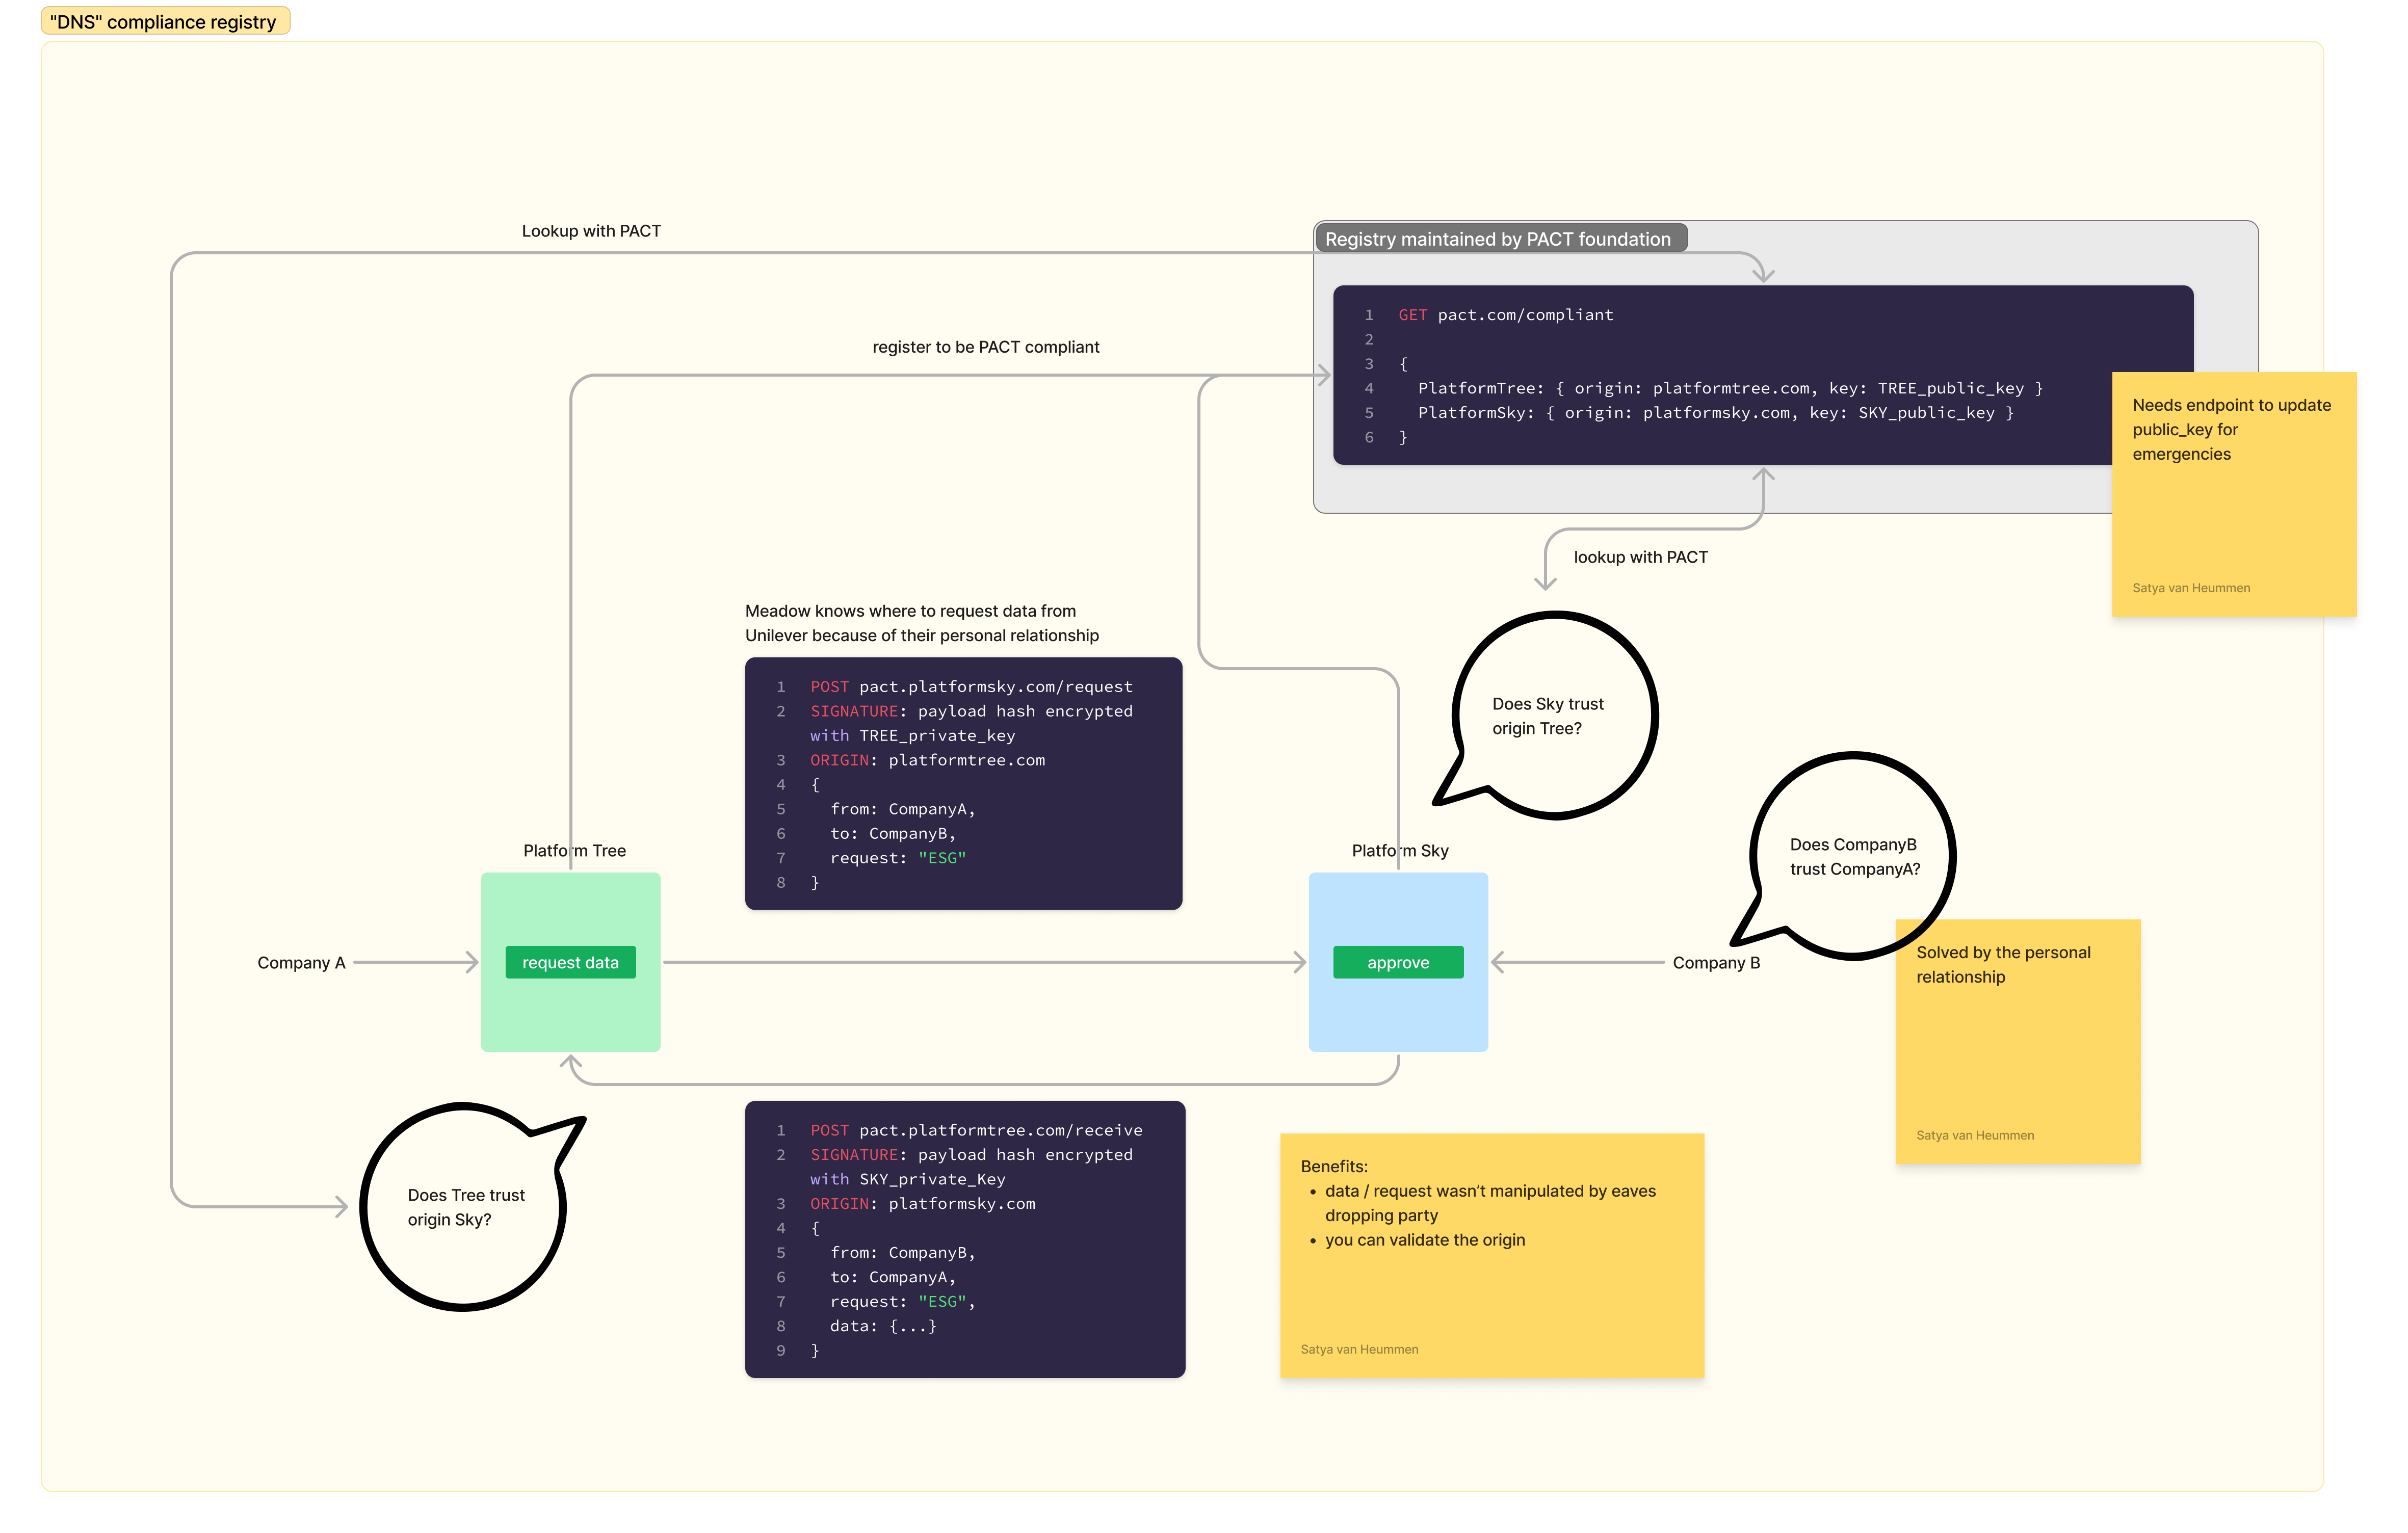 "DNS" compliance registry
Lookup with PACT
Registry maintained by PACT foundation
1 GET pact.com/compliant
2
3 {
4 PlatformTree: { origin: platformtree.com, key: TREE_public_key }
5 PlatformSky: { origin: platformsky.com, key: SKY_public_key }
6 }
register to be PACT compliant
Needs endpoint to update
public_key for
emergencies
Satya van Heummen
lookup with PACT
Meadow knows where to request data from
Unilever because of their personal relationship
1 POST pact.platformsky.com/request
2 SIGNATURE: payload hash encrypted
with TREE_private_key
3 ORIGIN: platformtree.com
4 {
5 from: CompanyA,
6 to: CompanyB,
7 request: "ESG"
8 }
Does Sky trust
origin Tree?
Does CompanyB
trust CompanyA?
Platform Tree
Platform Sky
Company A
request data
approve
Company B
Solved by the personal
relationship
Satya van Heummen
Does Tree trust
origin Sky?
1 POST pact.platformtree.com/receive
2 SIGNATURE: payload hash encrypted
with SKY_private_Key
3 ORIGIN: platformsky.com
4 {
5 from: CompanyB,
6 to: CompanyA,
7 request: "ESG",
8 data: {...}
9 }
Benefits:
• data / request wasn’t manipulated by eaves
dropping party
• you can validate the origin
Satya van Heummen